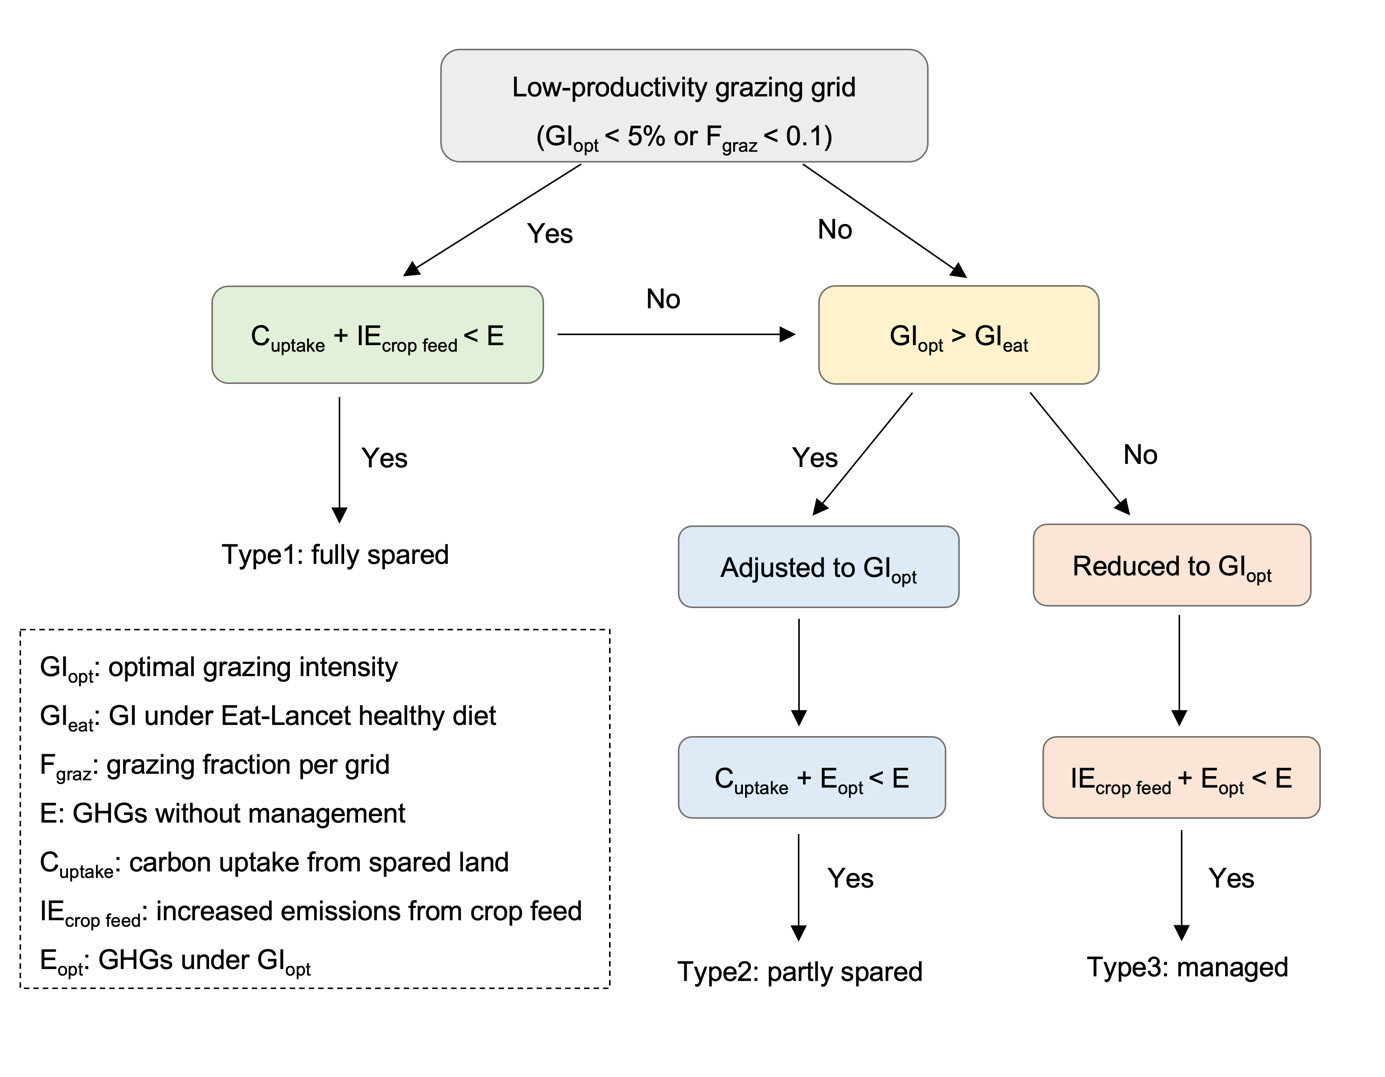 Low-productivity grazing grid
(GIopt < 5% or Fgraz < 0.1)
Yes
No
Cuptake + IEcrop feed < E
No
GIopt > GIeat
Yes
Yes
No
Type1: fully spared
Adjusted to GIopt
Reduced to GIopt
GIopt: optimal grazing intensity
GIeat: GI under Eat-Lancet healthy diet
Fgraz: grazing fraction per grid
E: GHGs without management
Cuptake: carbon uptake from spared land
IEcrop feed: increased emissions from crop feed
Eopt: GHGs under GIopt
Cuptake + Eopt < E
IEcrop feed + Eopt < E
Yes
Yes
Type2: partly spared
Type3: managed